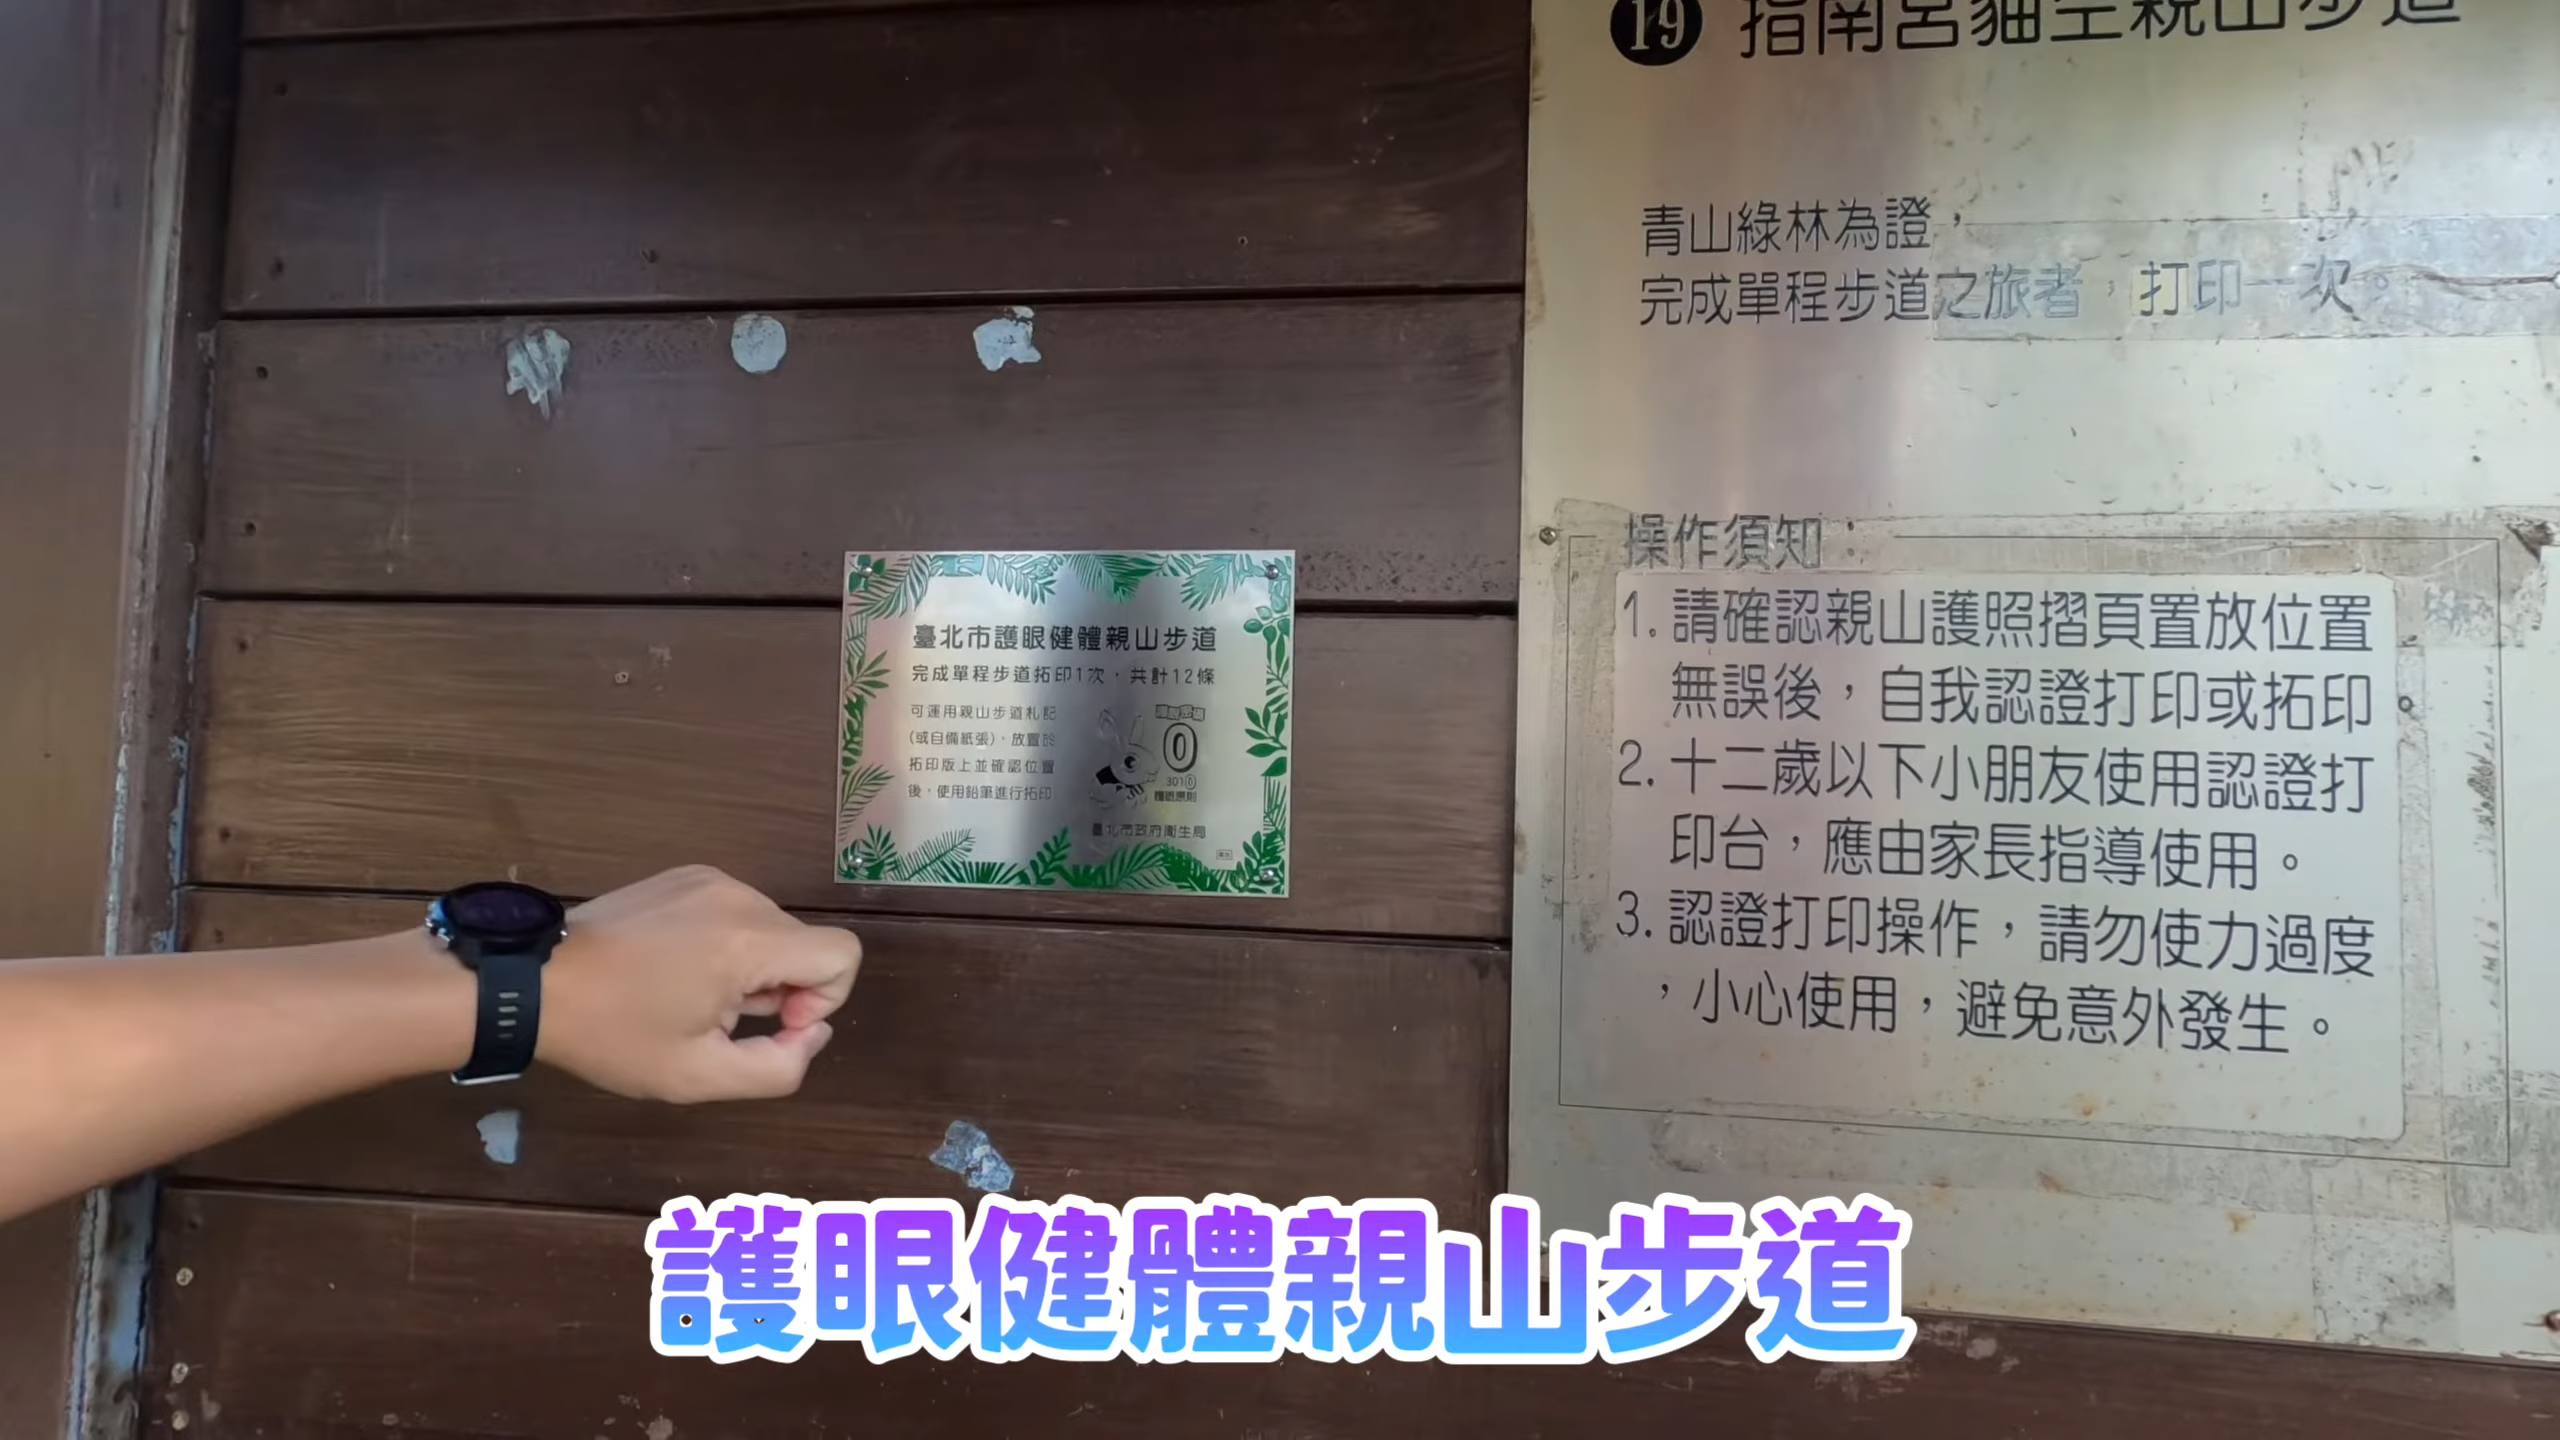 臺北市護眼健體親山步道
完成單程步道拓印1次，共計12條
可運用親山步道札記
(或自備紙張)，放置於
拓印版上並確認位置
後，使用鉛筆進行拓印
0
3010
護眼原則
臺北市政府衛生局
19 指南宮貓空親山步道
青山綠林為證，
完成單程步道之旅者，打印一次。
操作須知：
1. 請確認親山護照摺頁置放位置
無誤後，自我認證打印或拓印。
2. 十二歲以下小朋友使用認證打
印台，應由家長指導使用。
3. 認證打印操作，請勿使力過度
，小心使用，避免意外發生。
護眼健體親山步道